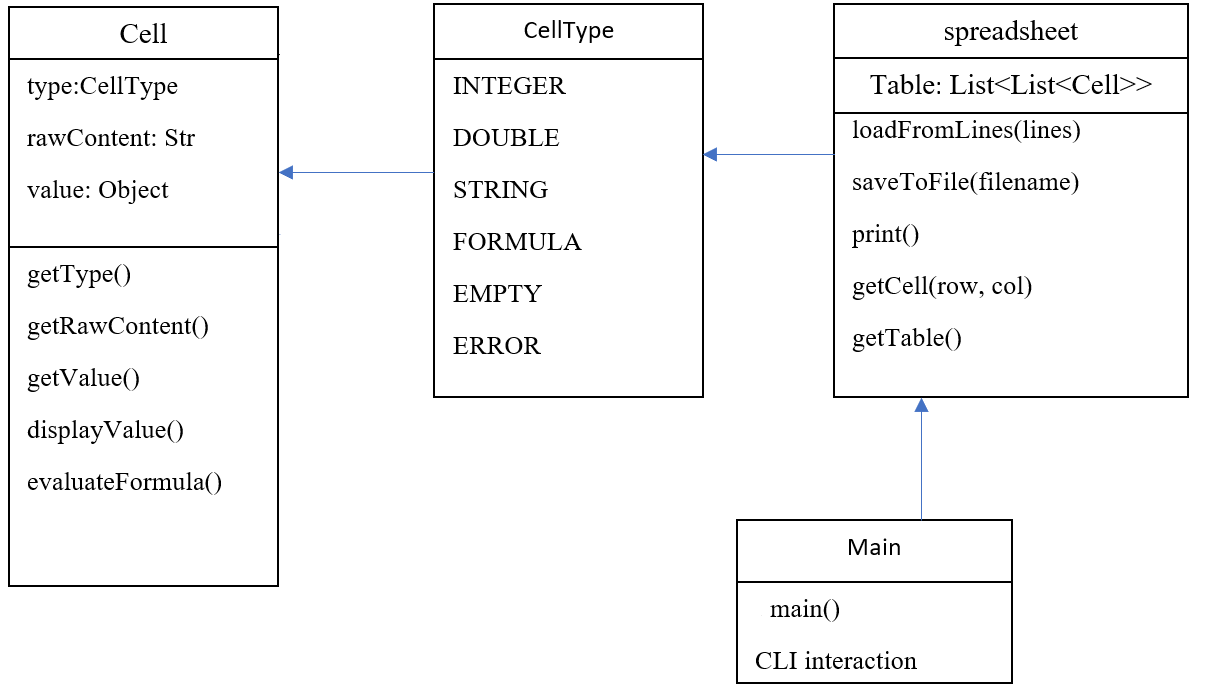 Cell
type:CellType
rawContent: Str
value: Object
getType()
getRawContent()
getValue()
displayValue()
evaluateFormula()
CellType
INTEGER
DOUBLE
STRING
FORMULA
EMPTY
ERROR
spreadsheet
Table: List<List<Cell>>
loadFromLines(lines)
saveToFile(filename)
print()
getCell(row, col)
getTable()
Main
main()
CLI interaction